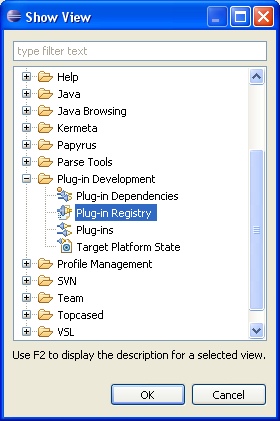 Show View
type filter text
Help
Java
Java Browsing
Kermeta
Papyrus
Parse Tools
Plug-in Development
Plug-in Dependencies
Plug-in Registry
Plug-ins
Target Platform State
Profile Management
SVN
Team
Topcased
VSL
Use F2 to display the description for a selected view.
OK
Cancel